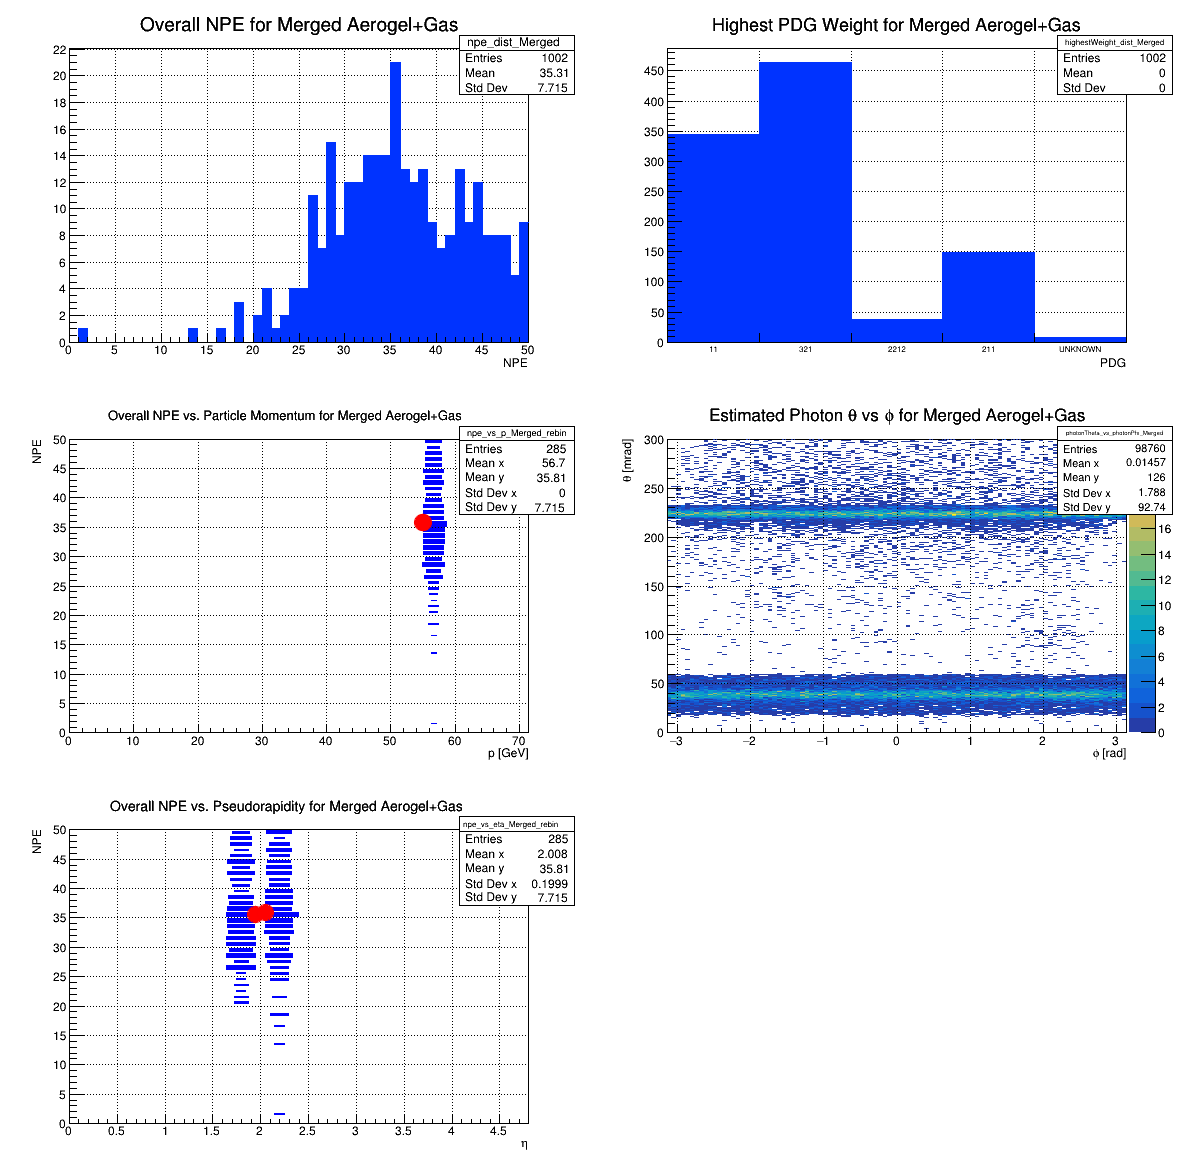 Overall NPE for Merged Aerogel+Gas
npe_dist_Merged
Entries 1002
Mean 35.31
Std Dev 7.715
22
20
18
16
14
12
10
8
6
4
2
0
0 5 10 15 20 25 30 35 40 45 50
NPE
Highest PDG Weight for Merged Aerogel+Gas
highestWeight_dist_Merged
Entries 1002
Mean 0
Std Dev 0
450
400
350
300
250
200
150
100
50
0
11 321 2212 211 UNKNOWN
PDG
Overall NPE vs. Particle Momentum for Merged Aerogel+Gas
npe_vs_p_Merged_rebin
Entries 285
Mean x 56.7
Mean y 35.81
Std Dev x 0
Std Dev y 7.715
NPE
50
45
40
35
30
25
20
15
10
5
0
0 10 20 30 40 50 60 70
p [GeV]
Estimated Photon θ vs ϕ for Merged Aerogel+Gas
photonTheta_vs_photonPhi_Merged
Entries 98760
Mean x 0.01457
Mean y 126
Std Dev x 1.788
Std Dev y 92.74
θ [mrad]
300
250
200
150
100
50
0
−3 −2 −1 0 1 2 3
ϕ [rad]
16
14
12
10
8
6
4
2
0
Overall NPE vs. Pseudorapidity for Merged Aerogel+Gas
npe_vs_eta_Merged_rebin
Entries 285
Mean x 2.008
Mean y 35.81
Std Dev x 0.1999
Std Dev y 7.715
NPE
50
45
40
35
30
25
20
15
10
5
0
0 0.5 1 1.5 2 2.5 3 3.5 4 4.5
η